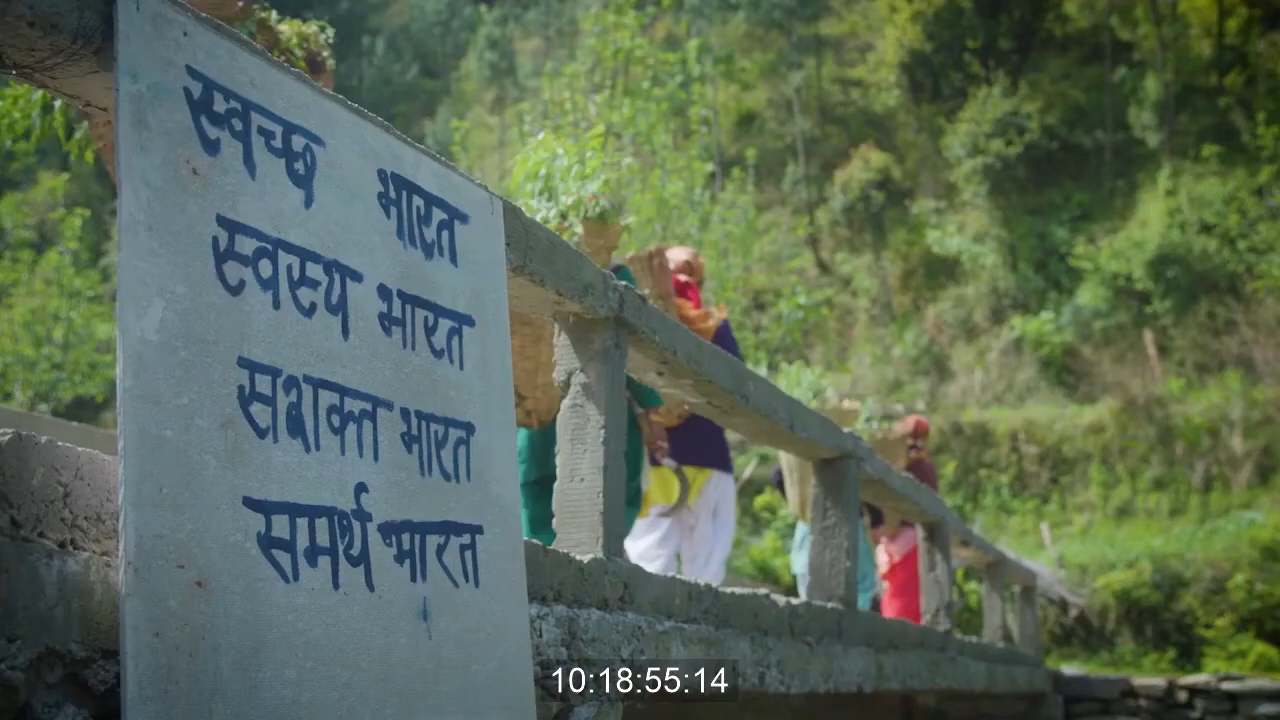 स्वच्छ भारत
स्वस्थ भारत
सशक्त भारत
समर्थ भारत
10:18:55:14